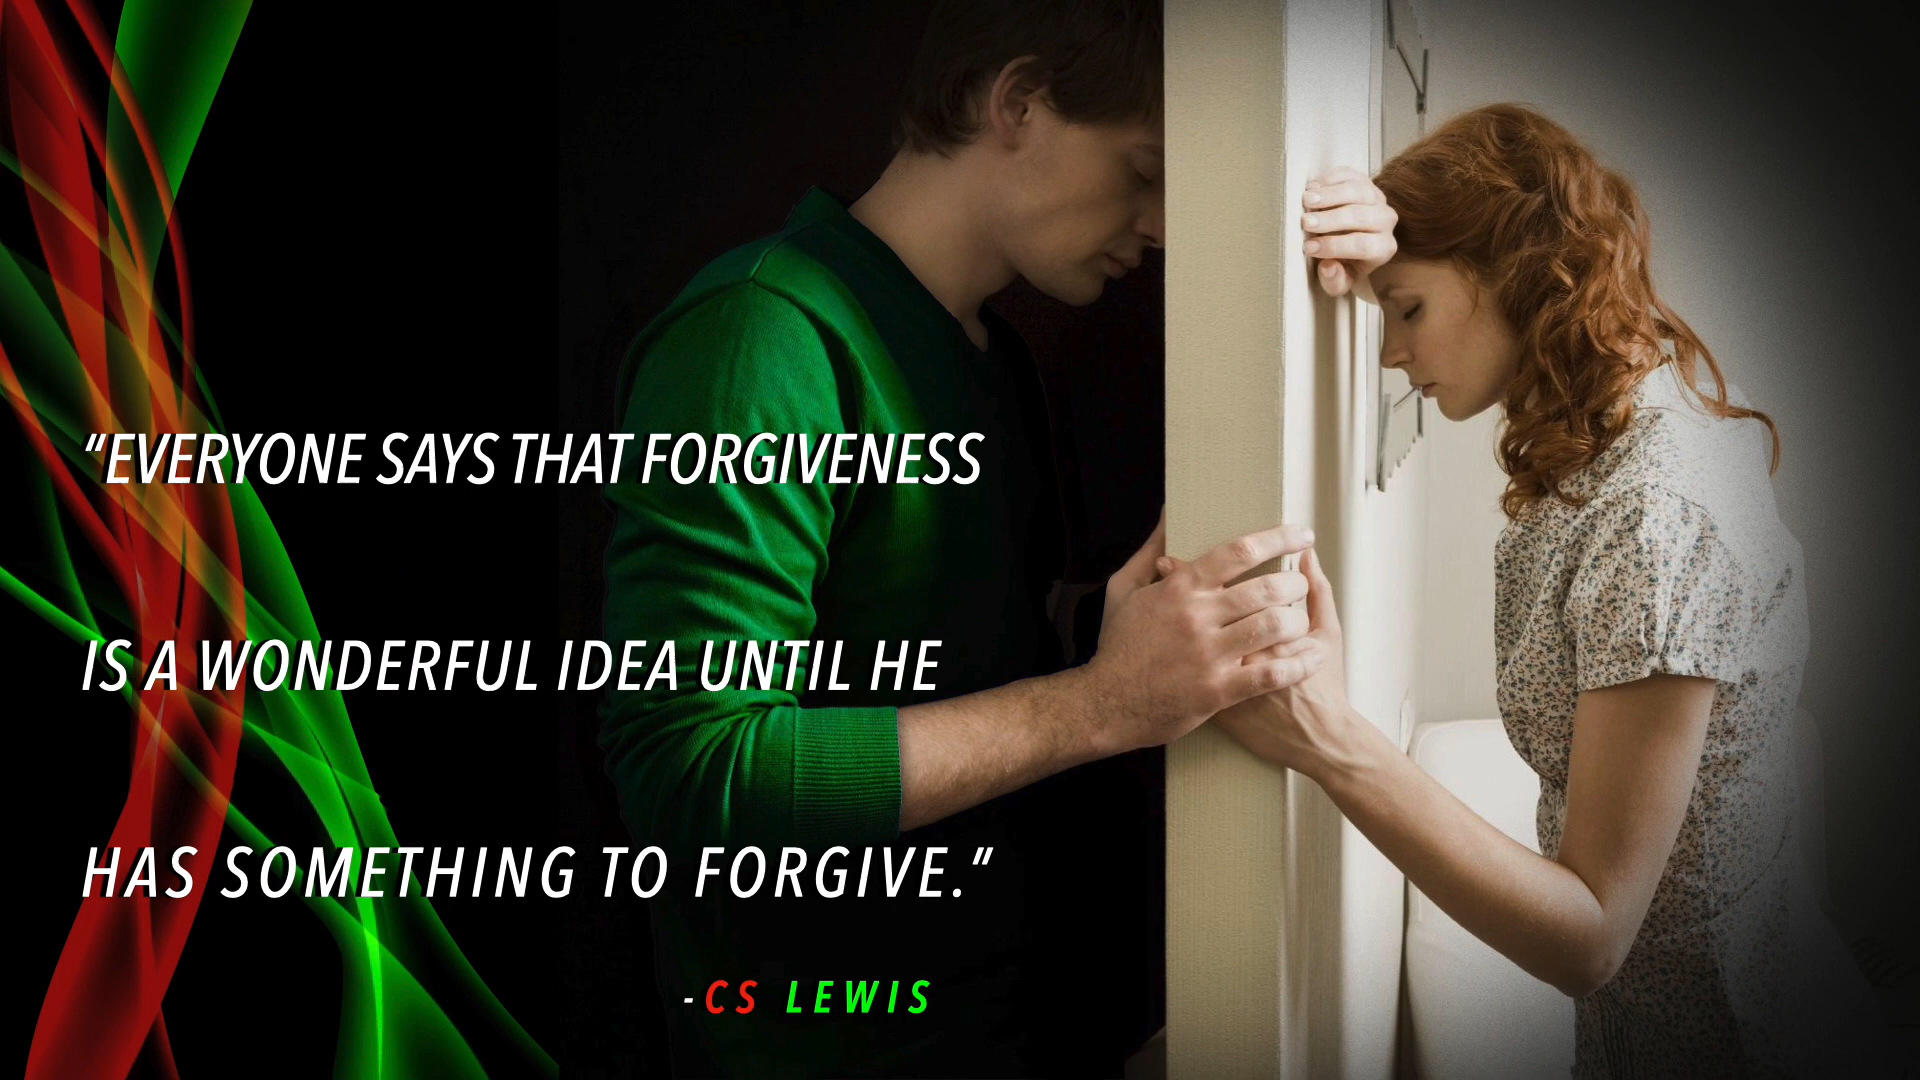 “EVERYONE SAYS THAT FORGIVENESS
IS A WONDERFUL IDEA UNTIL HE
HAS SOMETHING TO FORGIVE.”
-CS LEWIS